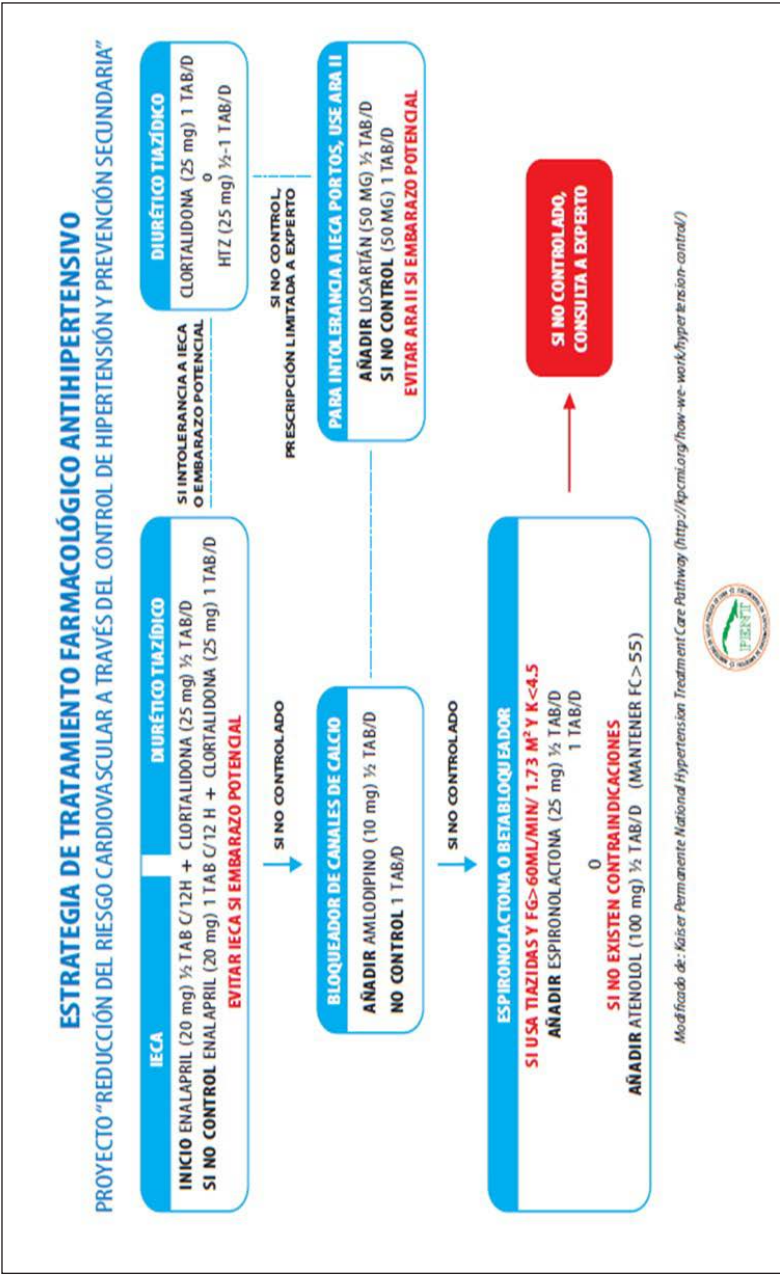 ESTRATEGIA DE TRATAMIENTO FARMACOLÓGICO ANTIHIPERTENSIVO
PROYECTO "REDUCCIÓN DEL RIESGO CARDIOVASCULAR A TRAVÉS DEL CONTROL DE HIPERTENSIÓN Y PREVENCIÓN SECUNDARIA"
IECA
DIURÉTICO TIAZÍDICO
INICIO ENALAPRIL (20 mg) ½ TAB C/12H + CLORTALIDONA (25 mg) ½ TAB/D
SI NO CONTROL ENALAPRIL (20 mg) 1 TAB C/12 H + CLORTALIDONA (25 mg) 1 TAB/D
EVITAR IECA SI EMBARAZO POTENCIAL
SI INTOLERANCIA A IECA
O EMBARAZO POTENCIAL
DIURÉTICO TIAZÍDICO
CLORTALIDONA (25 mg) 1 TAB/D
O
HTZ (25 mg) ½-1 TAB/D
SI NO CONTROLADO
SI NO CONTROL,
PRESCRIPCIÓN LIMITADA A EXPERTO
BLOQUEADOR DE CANALES DE CALCIO
AÑADIR AMLODIPINO (10 mg) ½ TAB/D
NO CONTROL 1 TAB/D
PARA INTOLERANCIA A IECA POR TOS, USE ARA II
AÑADIR LOSARTÁN (50 MG) ½ TAB/D
SI NO CONTROL (50 MG) 1 TAB/D
EVITAR ARA II SI EMBARAZO POTENCIAL
SI NO CONTROLADO
ESPIRONOLACTONA O BETABLOQUEADOR
SI USA TIAZIDAS Y FG>60ML/MIN/ 1.73 M² Y K<4.5
AÑADIR ESPIRONOLACTONA (25 mg) ½ TAB/D
1 TAB/D
O
SI NO EXISTEN CONTRAINDICACIONES
AÑADIR ATENOLOL (100 mg) ½ TAB/D (MANTENER FC>55)
SI NO CONTROLADO,
CONSULTA A EXPERTO
Modificado de: Kaiser Permanente National Hypertension Treatment Care Pathway (http://kpcmi.org/how-we-work/hypertension-control/)
PENT